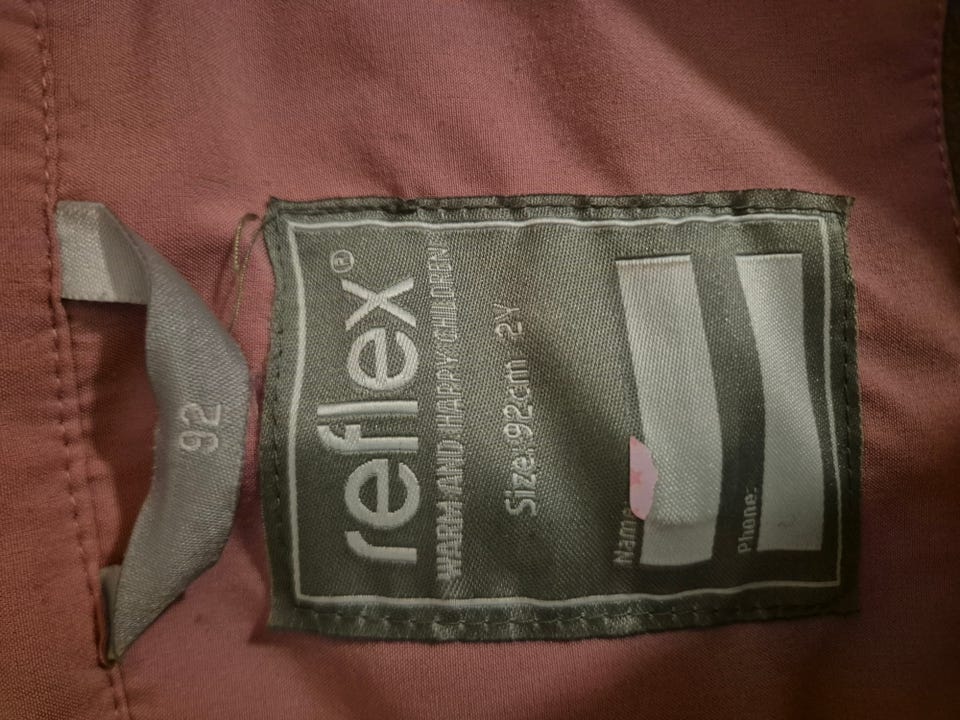 92
reflex®
WARM AND HAPPY CHILDREN
Size: 92cm 2Y
Name:
Phone: